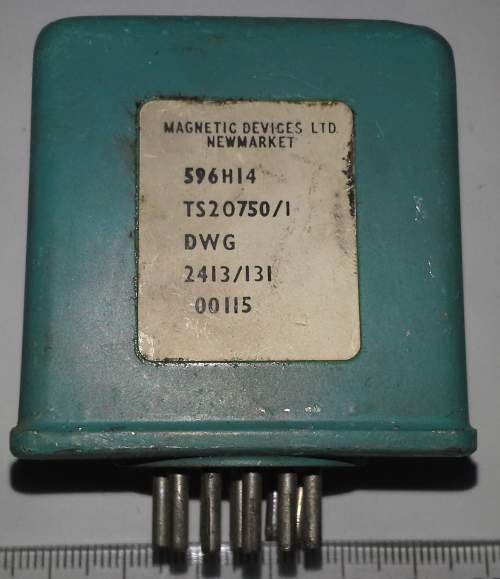 MAGNETIC DEVICES LTD.
NEWMARKET
596H14
TS20750/1
DWG
2413/131
00115